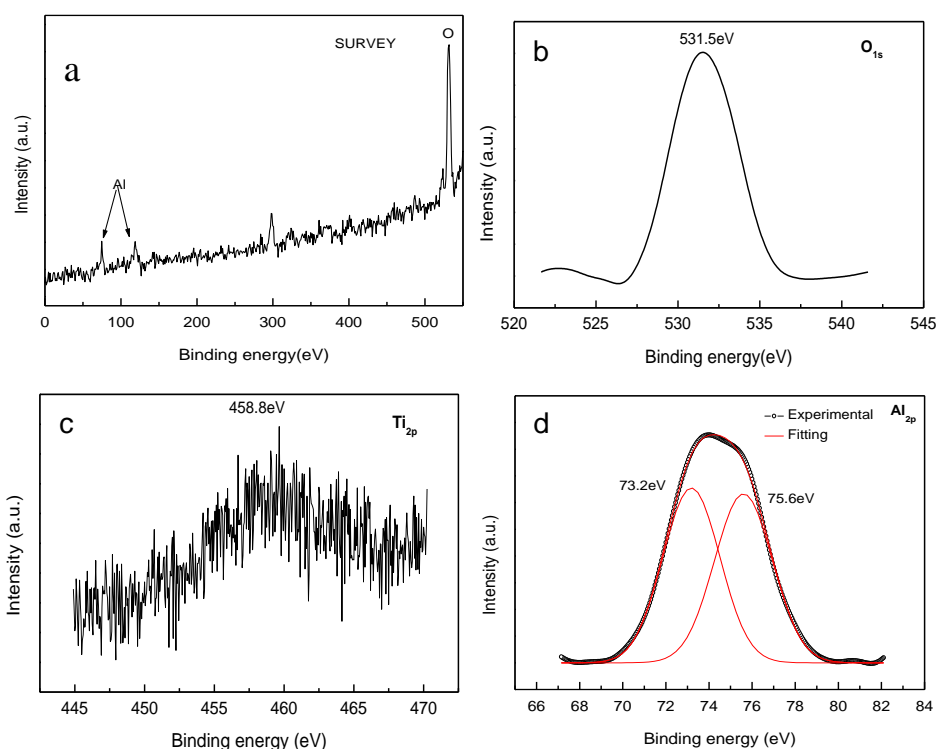 a
SURVEY
O
Al
Intensity (a.u.)
0 100 200 300 400 500
Binding energy(eV)
b
531.5eV
O1s
Intensity (a.u.)
520 525 530 535 540 545
Binding energy(eV)
c
458.8eV
Ti2p
Intensity (a.u.)
445 450 455 460 465 470
Binding energy (eV)
d
Experimental
Fitting
Al2p
73.2eV
75.6eV
Intensity (a.u.)
66 68 70 72 74 76 78 80 82 84
Binding energy (eV)